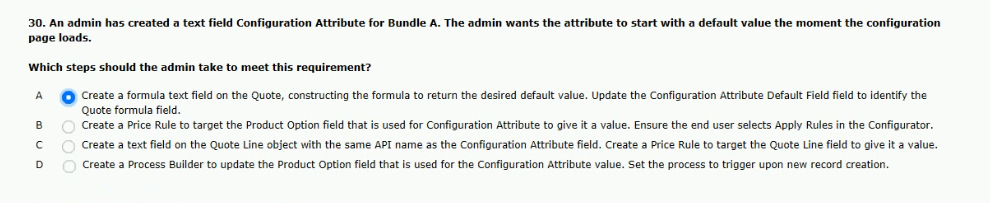 30. An admin has created a text field Configuration Attribute for Bundle A. The admin wants the attribute to start with a default value the moment the configuration
page loads.
Which steps should the admin take to meet this requirement?
A Create a formula text field on the Quote, constructing the formula to return the desired default value. Update the Configuration Attribute Default Field field to identify the
Quote formula field.
B Create a Price Rule to target the Product Option field that is used for Configuration Attribute to give it a value. Ensure the end user selects Apply Rules in the Configurator.
C Create a text field on the Quote Line object with the same API name as the Configuration Attribute field. Create a Price Rule to target the Quote Line field to give it a value.
D Create a Process Builder to update the Product Option field that is used for the Configuration Attribute value. Set the process to trigger upon new record creation.